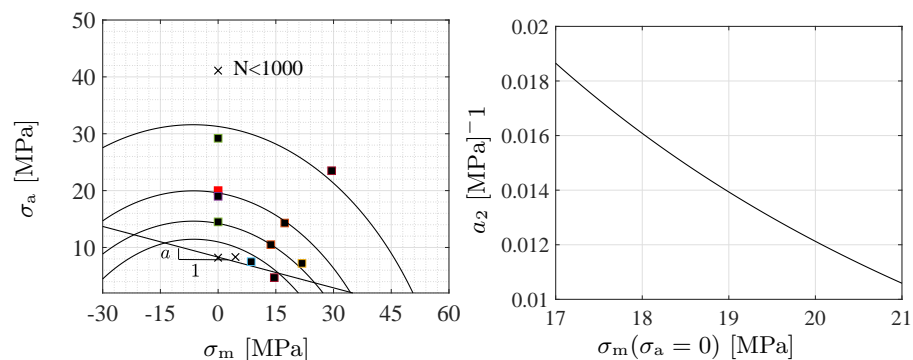 50
40
30
20
10
-30 -15 0 15 30 45 60
σa [MPa]
σm [MPa]
N<1000
a
1
0.02
0.018
0.016
0.014
0.012
0.01
17 18 19 20 21
a2 [MPa]−1
σm(σa = 0) [MPa]